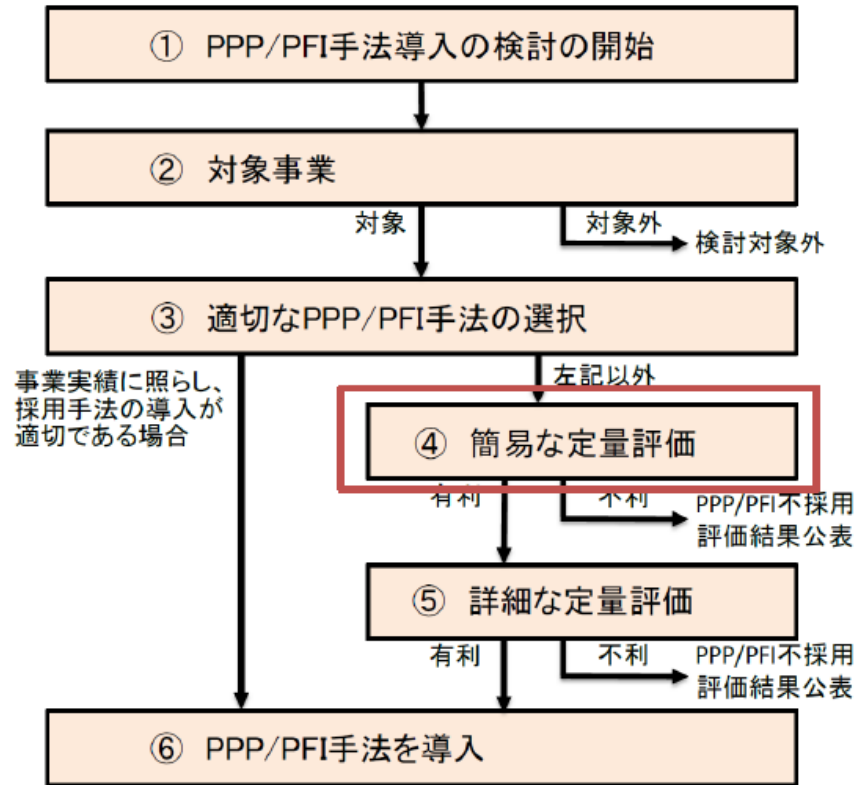 ① PPP/PFI手法導入の検討の開始
② 対象事業
対象
対象外
検討対象外
③ 適切なPPP/PFI手法の選択
事業実績に照らし、
採用手法の導入が
適切である場合
左記以外
④ 簡易な定量評価
有利
不利
PPP/PFI不採用
評価結果公表
⑤ 詳細な定量評価
有利
不利
PPP/PFI不採用
評価結果公表
⑥ PPP/PFI手法を導入